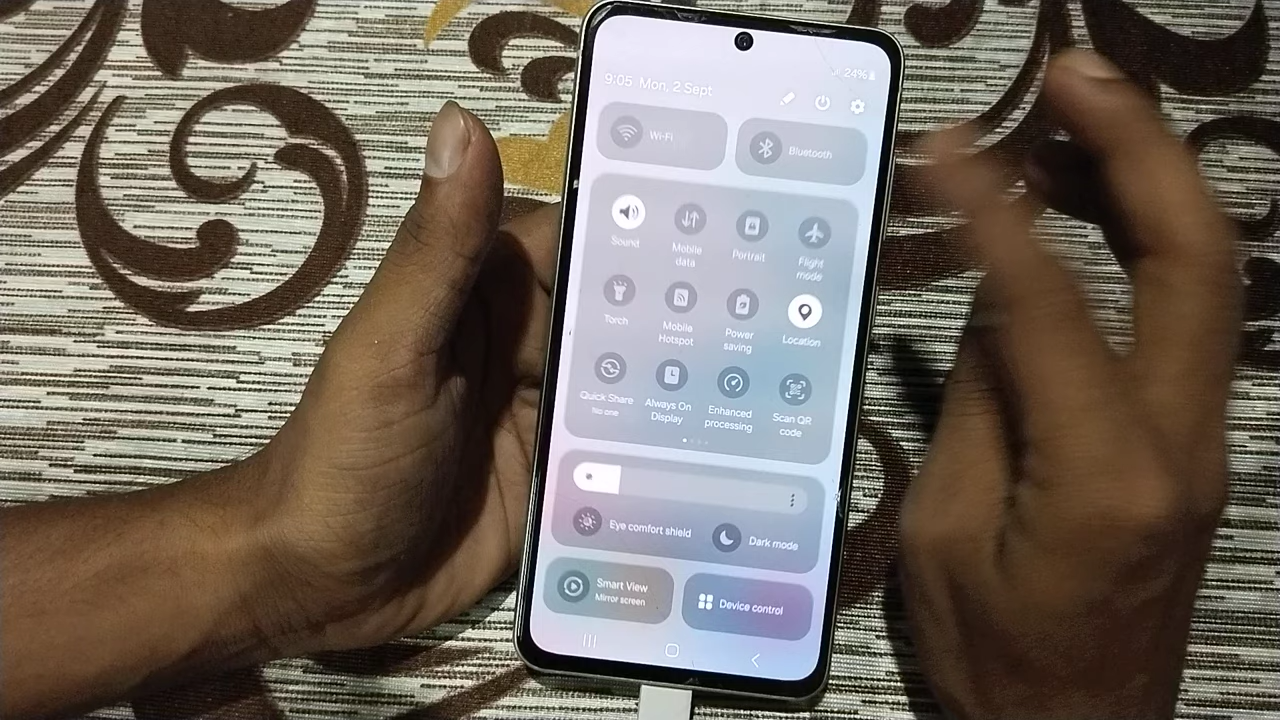 24%
9:05 Mon, 2 Sept
Wi-Fi
Bluetooth
Sound
Mobile
data
Portrait
Flight
mode
Torch
Mobile
Hotspot
Power
saving
Location
Quick Share
No one
Always On
Display
Enhanced
processing
Scan QR
code
Eye comfort shield
Dark mode
Smart View
Mirror screen
Device control